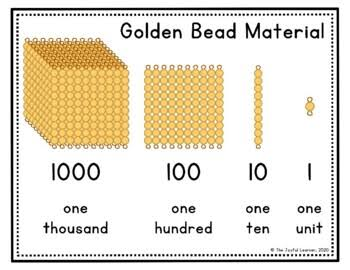 Golden Bead Material
1000 100 10 1
one one one one
thousand hundred ten unit
© The Joyful Learner, 2020